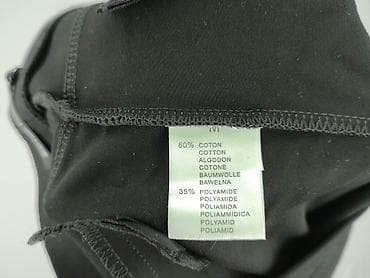 (V)
60% COTON
COTTON
ALGODON
COTONE
BAUMWOLLE
BAWELNA
35% POLYAMIDE
POLYAMIDE
POLIAMIDA
POLIAMMIDICA
POLYAMID
POLIAMID